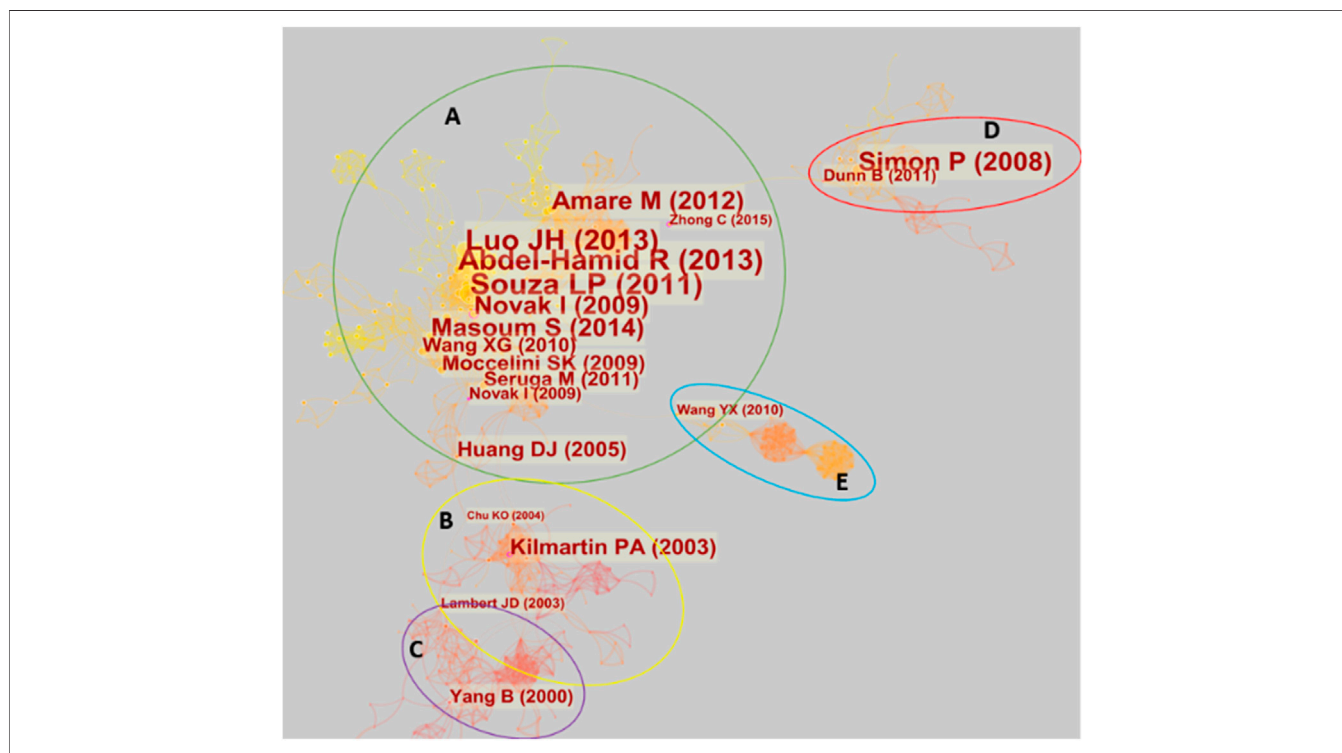 A
D
Simon P (2008)
Dunn B (2011)
Amare M (2012)
Zhong C (2015)
Luo JH (2013)
Abdel-Hamid R (2013)
Souza LP (2011)
Novak I (2009)
Masoum S (2014)
Wang XG (2010)
Moccelini SK (2009)
Seruga M (2011)
Novak I (2009)
Wang YX (2010)
Huang DJ (2005)
E
Chu KO (2004)
B
Kilmartin PA (2003)
Lambert JD (2003)
C
Yang B (2000)